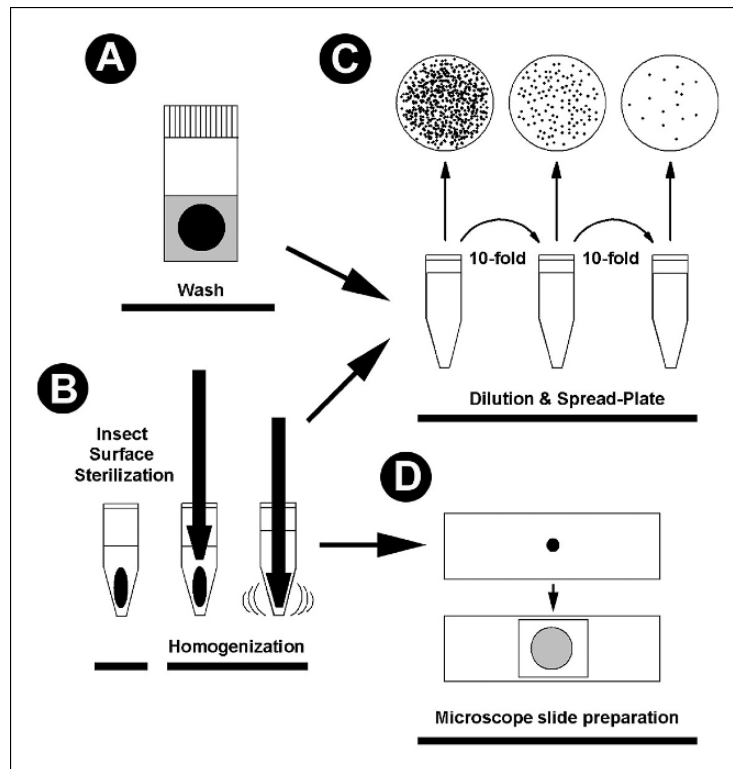 A
Wash
B
Insect
Surface
Sterilization
Homogenization
C
10-fold
10-fold
Dilution & Spread-Plate
D
Microscope slide preparation